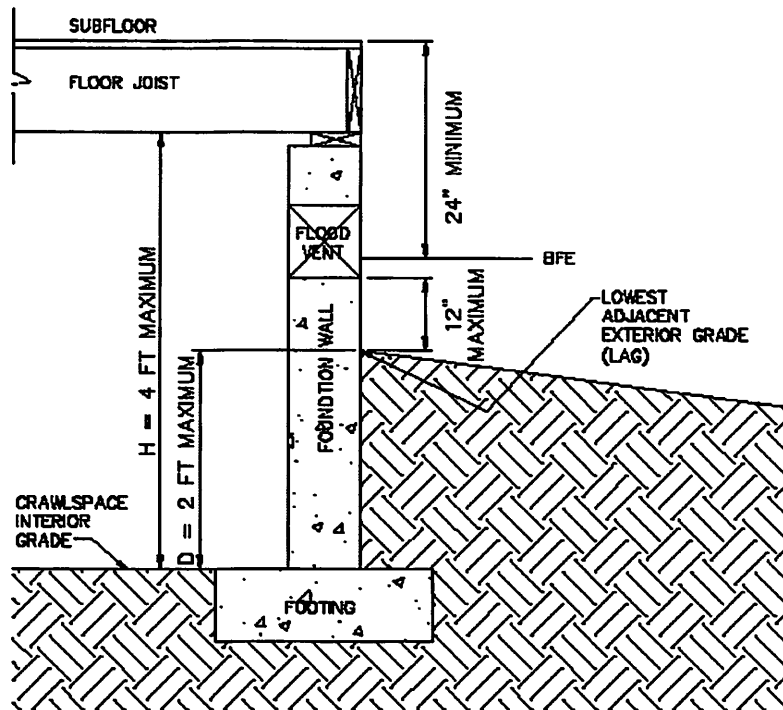 SUBFLOOR
FLOOR JOIST
24" MINIMUM
FLOOD
VENT
BFE
H = 4 FT MAXIMUM
12"
MAXIMUM
LOWEST
ADJACENT
EXTERIOR GRADE
(LAG)
FOUNDTION WALL
D = 2 FT MAXIMUM
CRAWLSPACE
INTERIOR
GRADE
FOOTING